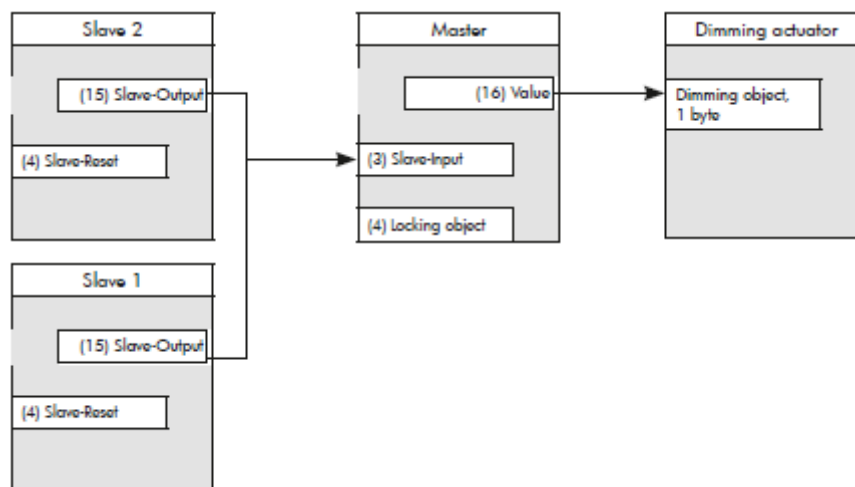 Slave 2
(15) Slave-Output
(4) Slave-Reset
Master
(16) Value
(3) Slave-Input
(4) Locking object
Dimming actuator
Dimming object,
1 byte
Slave 1
(15) Slave-Output
(4) Slave-Reset